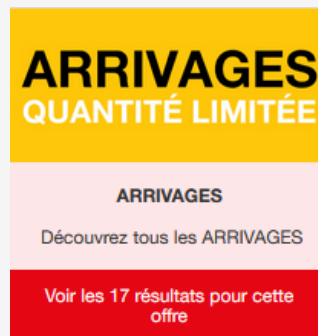 ARRIVAGES
QUANTITÉ LIMITÉE
ARRIVAGES
Découvrez tous les ARRIVAGES
Voir les 17 résultats pour cette
offre